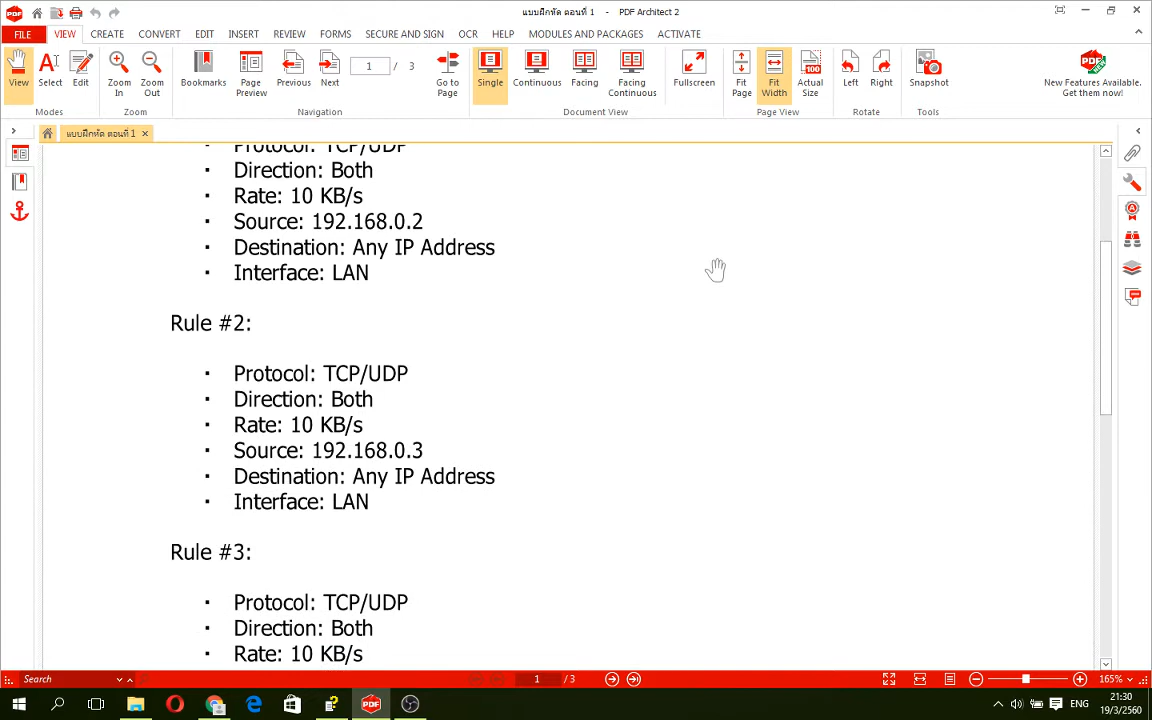 แบบฝึกหัด ตอนที่ 1 - PDF Architect 2
FILE VIEW CREATE CONVERT EDIT INSERT REVIEW FORMS SECURE AND SIGN OCR HELP MODULES AND PACKAGES ACTIVATE
View Select Edit Zoom In Zoom Out Bookmarks Page Preview Previous Next 1 / 3 Go to Page Single Continuous Facing Facing Continuous Fullscreen Fit Page Fit Width Actual Size Left Right Snapshot New Features Available. Get them now!
Modes Zoom Navigation Document View Page View Rotate Tools
แบบฝึกหัด ตอนที่ 1
· Protocol: TCP/UDP
· Direction: Both
· Rate: 10 KB/s
· Source: 192.168.0.2
· Destination: Any IP Address
· Interface: LAN
Rule #2:
· Protocol: TCP/UDP
· Direction: Both
· Rate: 10 KB/s
· Source: 192.168.0.3
· Destination: Any IP Address
· Interface: LAN
Rule #3:
· Protocol: TCP/UDP
· Direction: Both
· Rate: 10 KB/s
Search 1 / 3 165%
ENG 21:30
19/3/2560